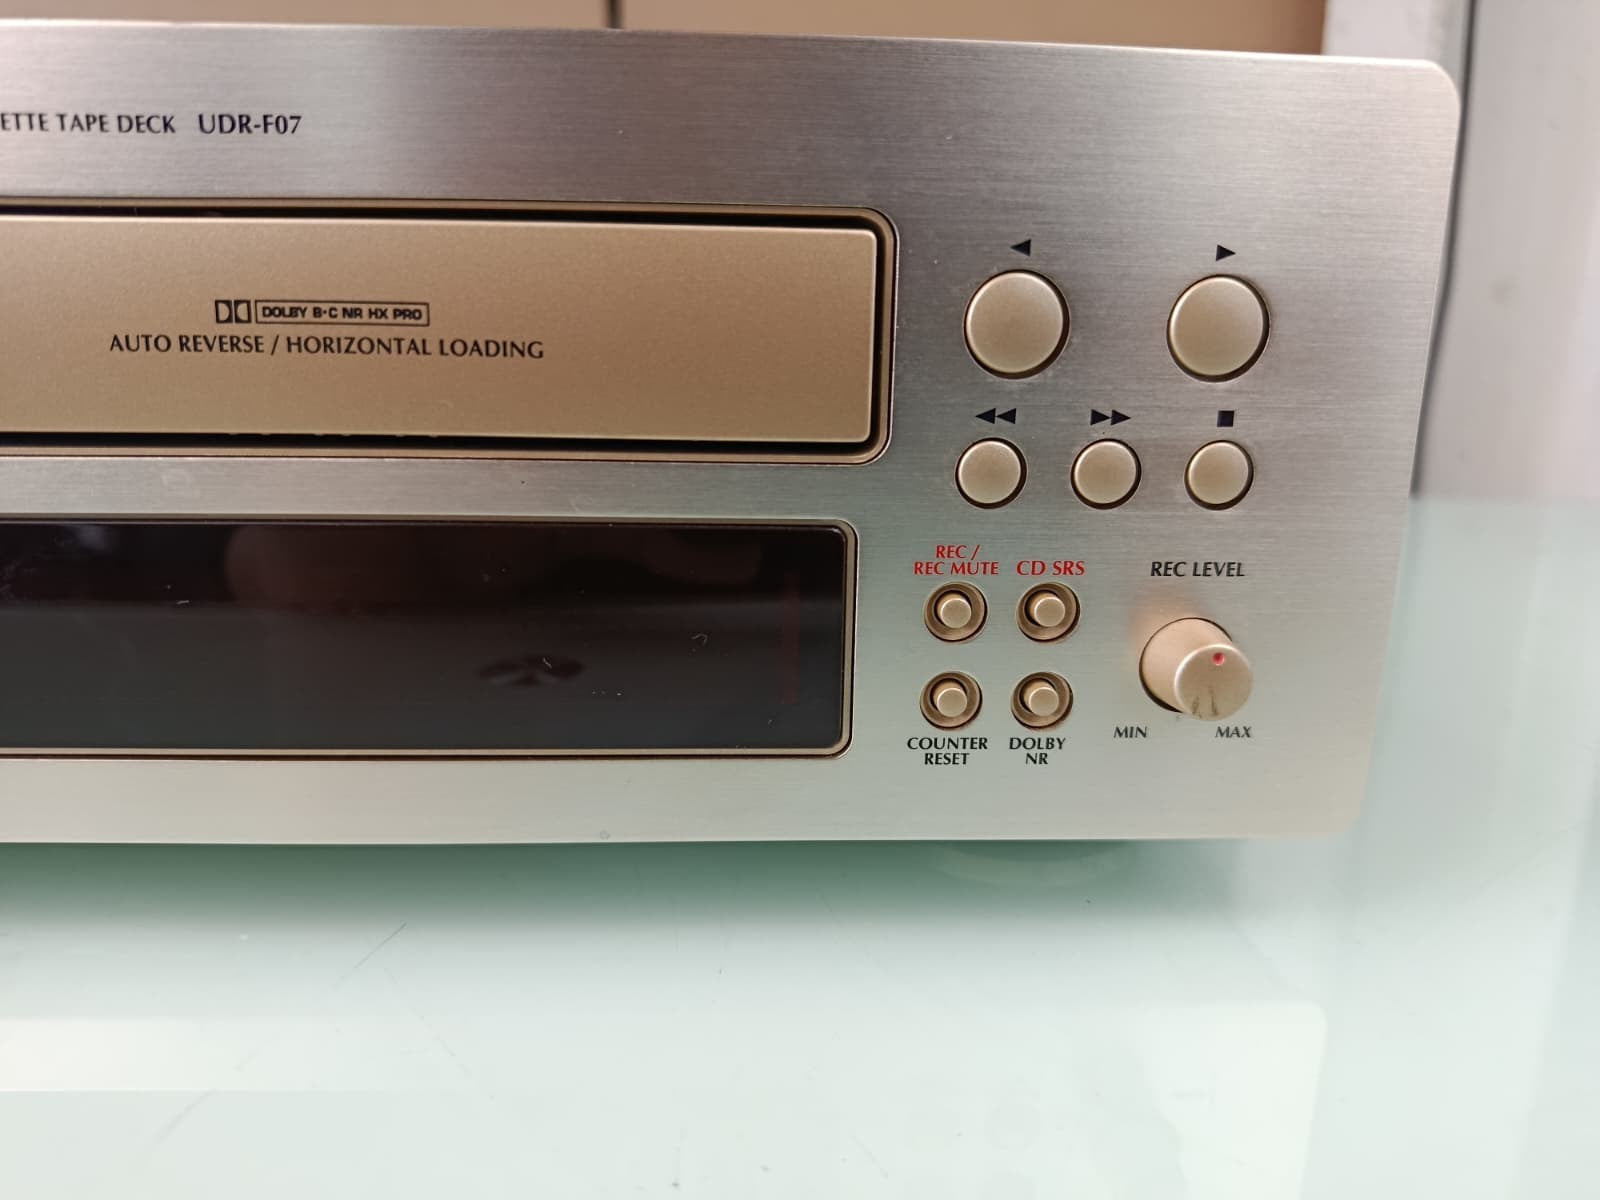 ETTE TAPE DECK UDR-F07
DOLBY B·C NR HX PRO
AUTO REVERSE / HORIZONTAL LOADING
REC /
REC MUTE
CD SRS
REC LEVEL
COUNTER
RESET
DOLBY
NR
MIN
MAX